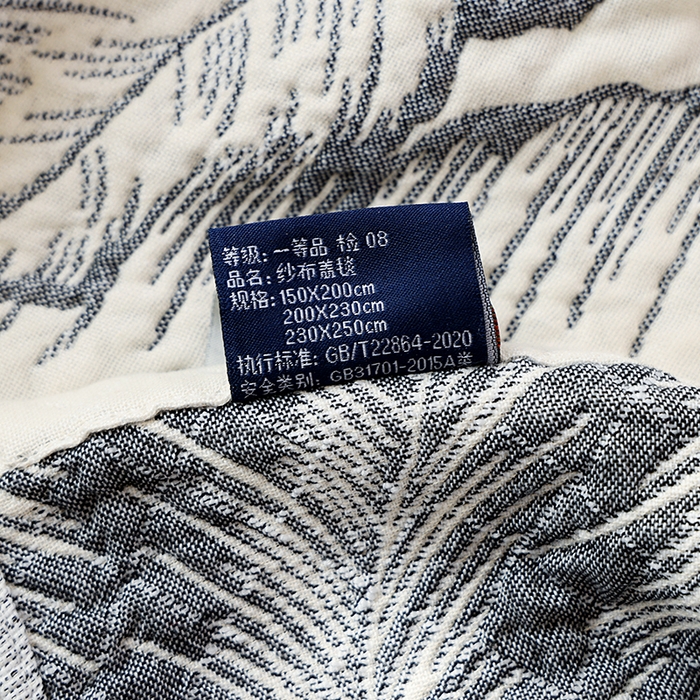 等级: 一等品 检 08
品名: 纱布盖毯
规格: 150X200cm
200X230cm
230X250cm
执行标准: GB/T22864-2020
安全类别: GB31701-2015A类